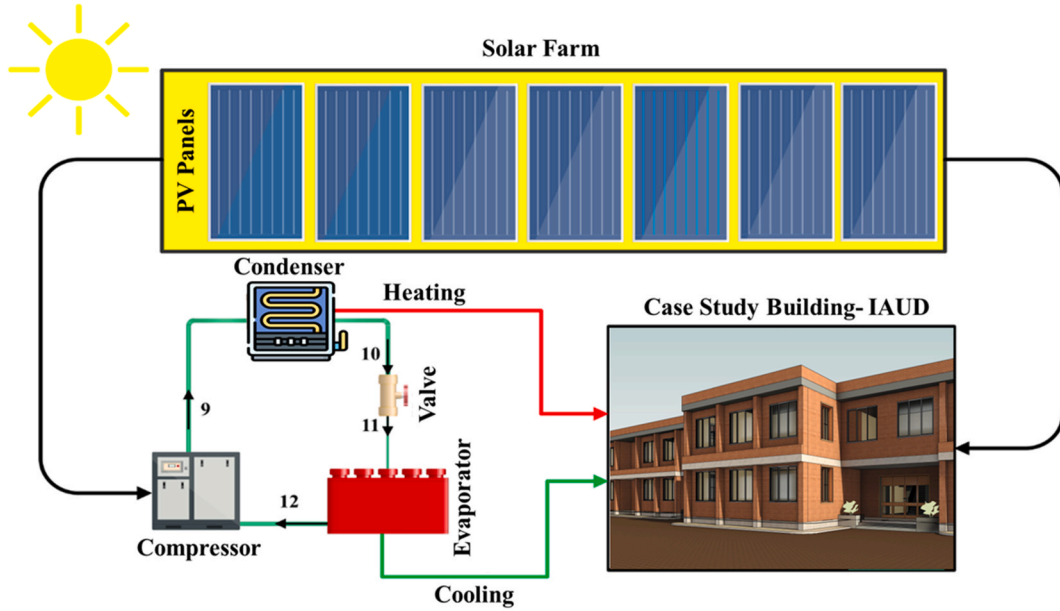 Solar Farm
PV Panels
Condenser
Heating
Case Study Building- IAUD
10
Valve
9
11
12
Evaporator
Compressor
Cooling